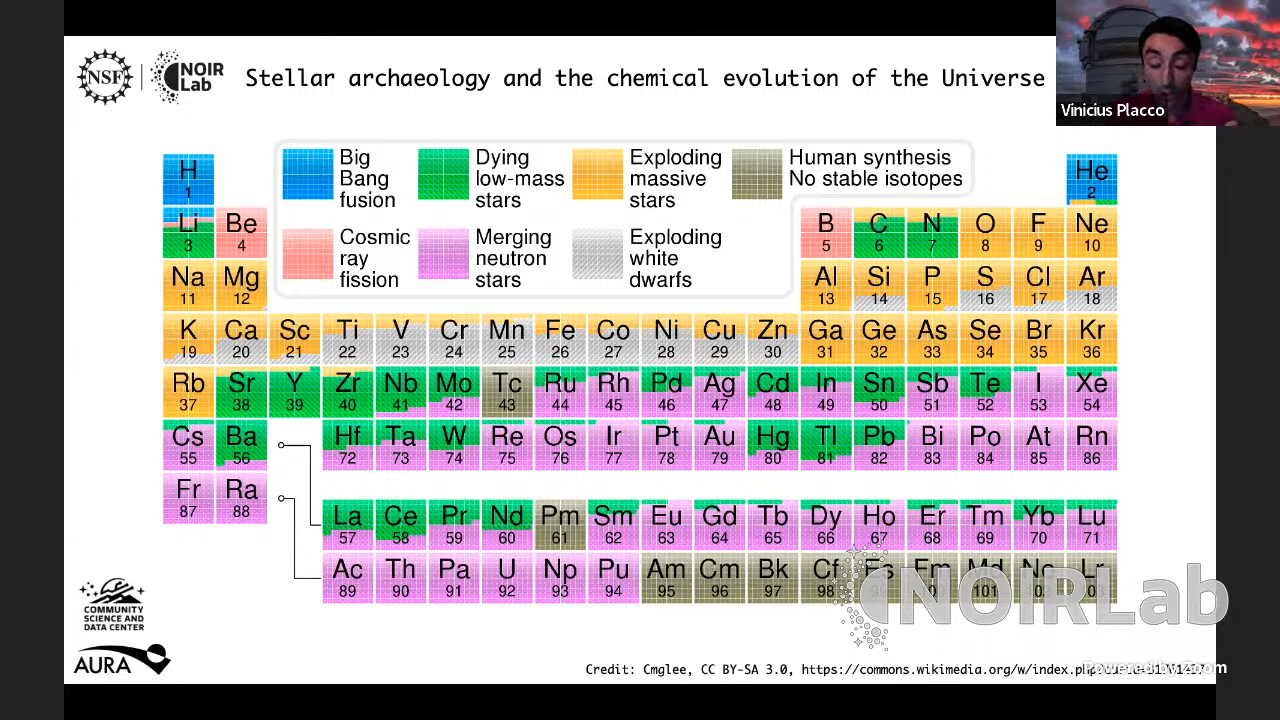 NSF
NOIR
Lab
Stellar archaeology and the chemical evolution of the Universe
Vinicius Placco
Big
Bang
fusion
Dying
low-mass
stars
Exploding
massive
stars
Human synthesis
No stable isotopes
Cosmic
ray
fission
Merging
neutron
stars
Exploding
white
dwarfs
H He
1 2
Li Be B C N O F Ne
3 4 5 6 7 8 9 10
Na Mg Al Si P S Cl Ar
11 12 13 14 15 16 17 18
K Ca Sc Ti V Cr Mn Fe Co Ni Cu Zn Ga Ge As Se Br Kr
19 20 21 22 23 24 25 26 27 28 29 30 31 32 33 34 35 36
Rb Sr Y Zr Nb Mo Tc Ru Rh Pd Ag Cd In Sn Sb Te I Xe
37 38 39 40 41 42 43 44 45 46 47 48 49 50 51 52 53 54
Cs Ba Hf Ta W Re Os Ir Pt Au Hg Tl Pb Bi Po At Rn
55 56 72 73 74 75 76 77 78 79 80 81 82 83 84 85 86
Fr Ra
87 88
La Ce Pr Nd Pm Sm Eu Gd Tb Dy Ho Er Tm Yb Lu
57 58 59 60 61 62 63 64 65 66 67 68 69 70 71
Ac Th Pa U Np Pu Am Cm Bk Cf Es Fm Md No Lr
89 90 91 92 93 94 95 96 97 98 101
NOIRLab
COMMUNITY
SCIENCE AND
DATA CENTER
AURA
Credit: Cmglee, CC BY-SA 3.0, https://commons.wikimedia.org/w/index.php
Powered by Zoom